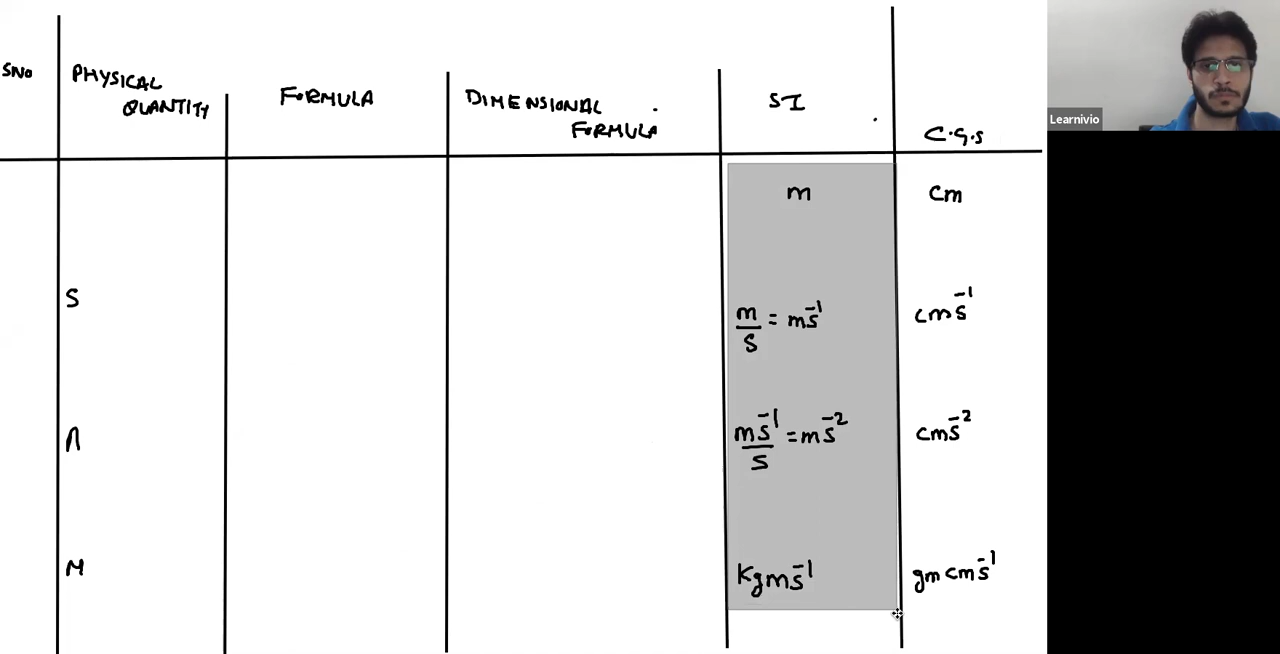 SNO
PHYSICAL
QUANTITY
FORMULA
DIMENSIONAL
FORMULA
SI
C.G.S
m
cm
S
m/s = ms⁻¹
cms⁻¹
ms⁻¹/s = ms⁻²
cms⁻²
M
Kgms⁻¹
gm cms⁻¹
Learnivio